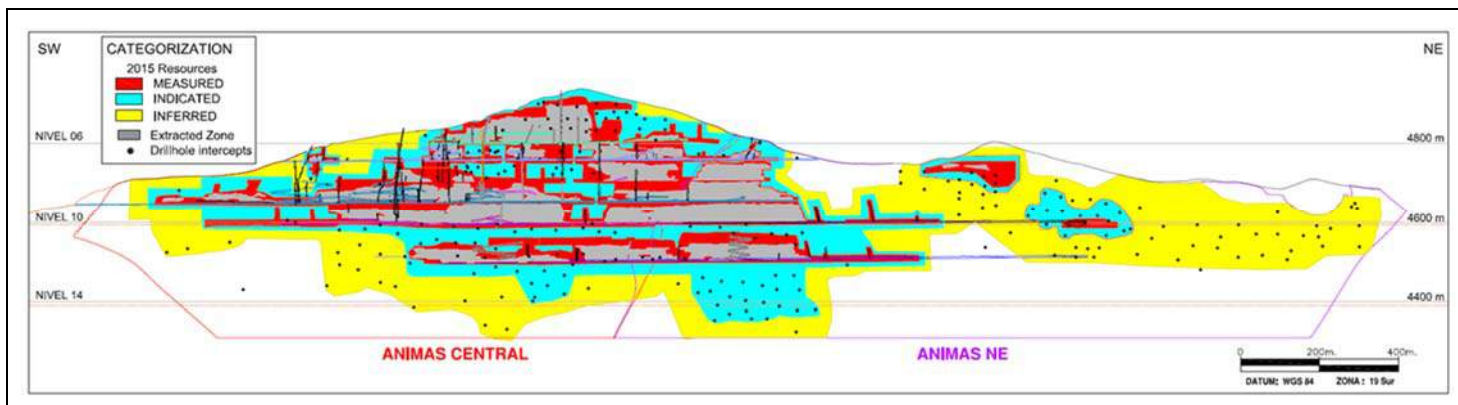 SW
NE
CATEGORIZATION
2015 Resources
MEASURED
INDICATED
INFERRED
Extracted Zone
Drillhole intercepts
NIVEL 06
4800 m
NIVEL 10
4600 m
NIVEL 14
4400 m
ANIMAS CENTRAL
ANIMAS NE
0 200m. 400m.
DATUM: WGS 84 ZONA : 19 Sur